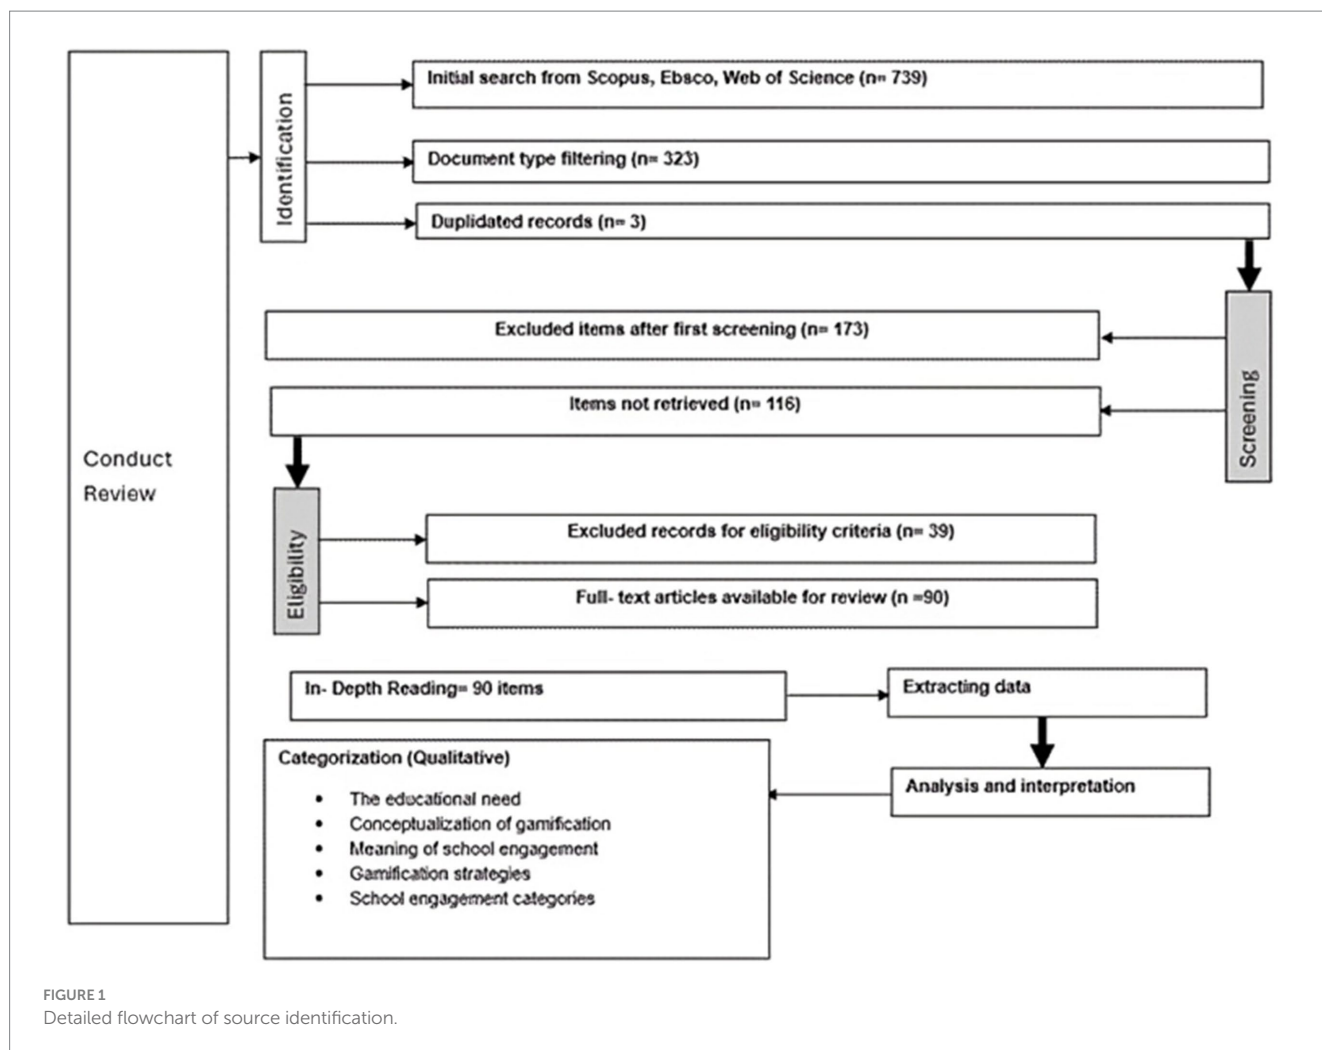 Conduct
Review
Identification
Initial search from Scopus, Ebsco, Web of Science (n= 739)
Document type filtering (n= 323)
Duplidated records (n= 3)
Screening
Excluded items after first screening (n= 173)
Items not retrieved (n= 116)
Eligibility
Excluded records for eligibility criteria (n= 39)
Full- text articles available for review (n =90)
In- Depth Reading= 90 items
Extracting data
Analysis and interpretation
Categorization (Qualitative)
• The educational need
• Conceptualization of gamification
• Meaning of school engagement
• Gamification strategies
• School engagement categories
FIGURE 1
Detailed flowchart of source identification.